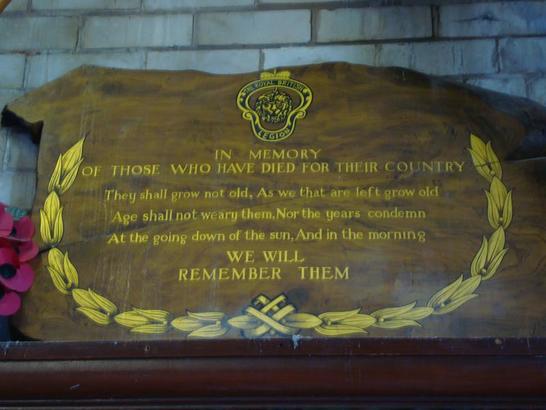 THE ROYAL BRITISH
LEGION
IN MEMORY
OF THOSE WHO HAVE DIED FOR THEIR COUNTRY
They shall grow not old, As we that are left grow old
Age shall not weary them, Nor the years condemn
At the going down of the sun, And in the morning
WE WILL
REMEMBER THEM